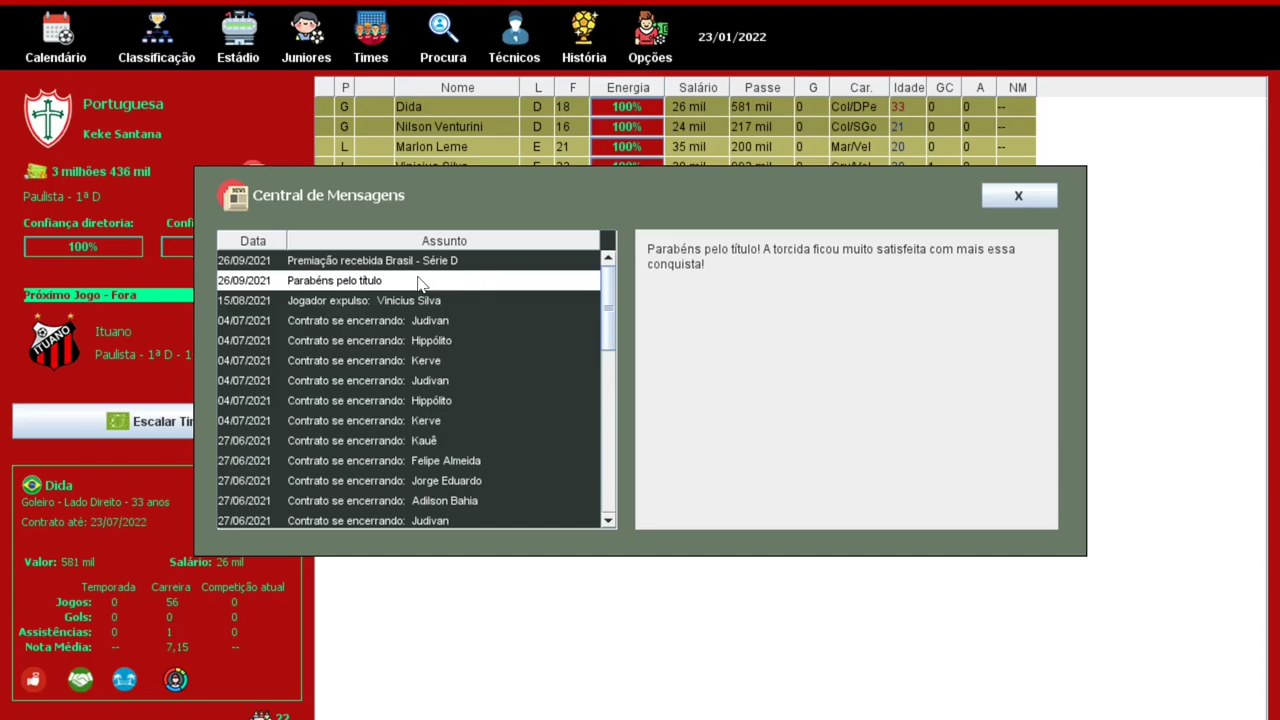 Calendário Classificação Estádio Juniores Times Procura Técnicos História Opções 23/01/2022
Portuguesa
Keke Santana
3 milhões 436 mil
Paulista - 1ª D
Confiança diretoria: Confi
100%
Próximo Jogo - Fora
ITUANO
Ituano
Paulista - 1ª D - 1
Escalar Tir
Dida
Goleiro - Lado Direito - 33 anos
Contrato até: 23/07/2022
Valor: 581 mil Salário: 26 mil
Temporada Carreira Competição atual
Jogos: 0 56 0
Gols: 0 0 0
Assistências: 0 1 0
Nota Média: -- 7,15 --
22
P Nome L F Energia Salário Passe G Car. Idade GC A NM
G Dida D 18 100% 26 mil 581 mil 0 Col/DPe 33 0 0 --
G Nilson Venturini D 16 100% 24 mil 217 mil 0 Col/SGo 21 0 0 --
L Marlon Leme E 21 100% 35 mil 200 mil 0 Mar/Vel 20 0 0 --
NEWS
Central de Mensagens
X
Data Assunto
26/09/2021 Premiação recebida Brasil - Série D
26/09/2021 Parabéns pelo título
15/08/2021 Jogador expulso: Vinicius Silva
04/07/2021 Contrato se encerrando: Judivan
04/07/2021 Contrato se encerrando: Hippólito
04/07/2021 Contrato se encerrando: Kerve
04/07/2021 Contrato se encerrando: Judivan
04/07/2021 Contrato se encerrando: Hippólito
04/07/2021 Contrato se encerrando: Kerve
27/06/2021 Contrato se encerrando: Kauê
27/06/2021 Contrato se encerrando: Felipe Almeida
27/06/2021 Contrato se encerrando: Jorge Eduardo
27/06/2021 Contrato se encerrando: Adilson Bahia
27/06/2021 Contrato se encerrando: Judivan
Parabéns pelo título! A torcida ficou muito satisfeita com mais essa
conquista!